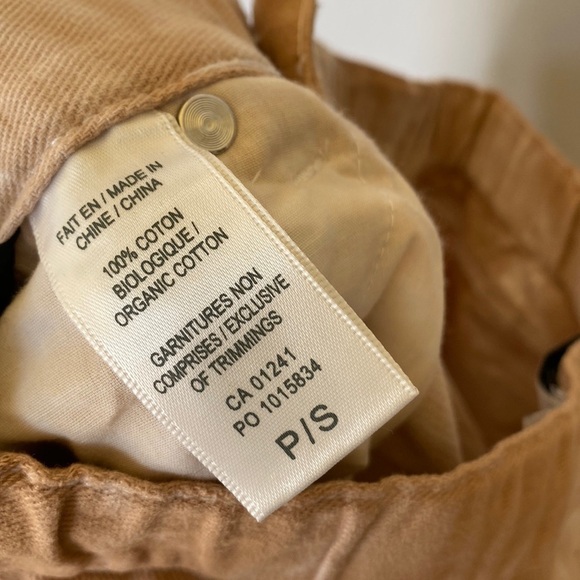 FAIT EN / MADE IN
CHINE / CHINA
100% COTON
BIOLOGIQUE /
ORGANIC COTTON
GARNITURES NON
COMPRISES / EXCLUSIVE
OF TRIMMINGS
CA 01241
PO 1015834
P / S